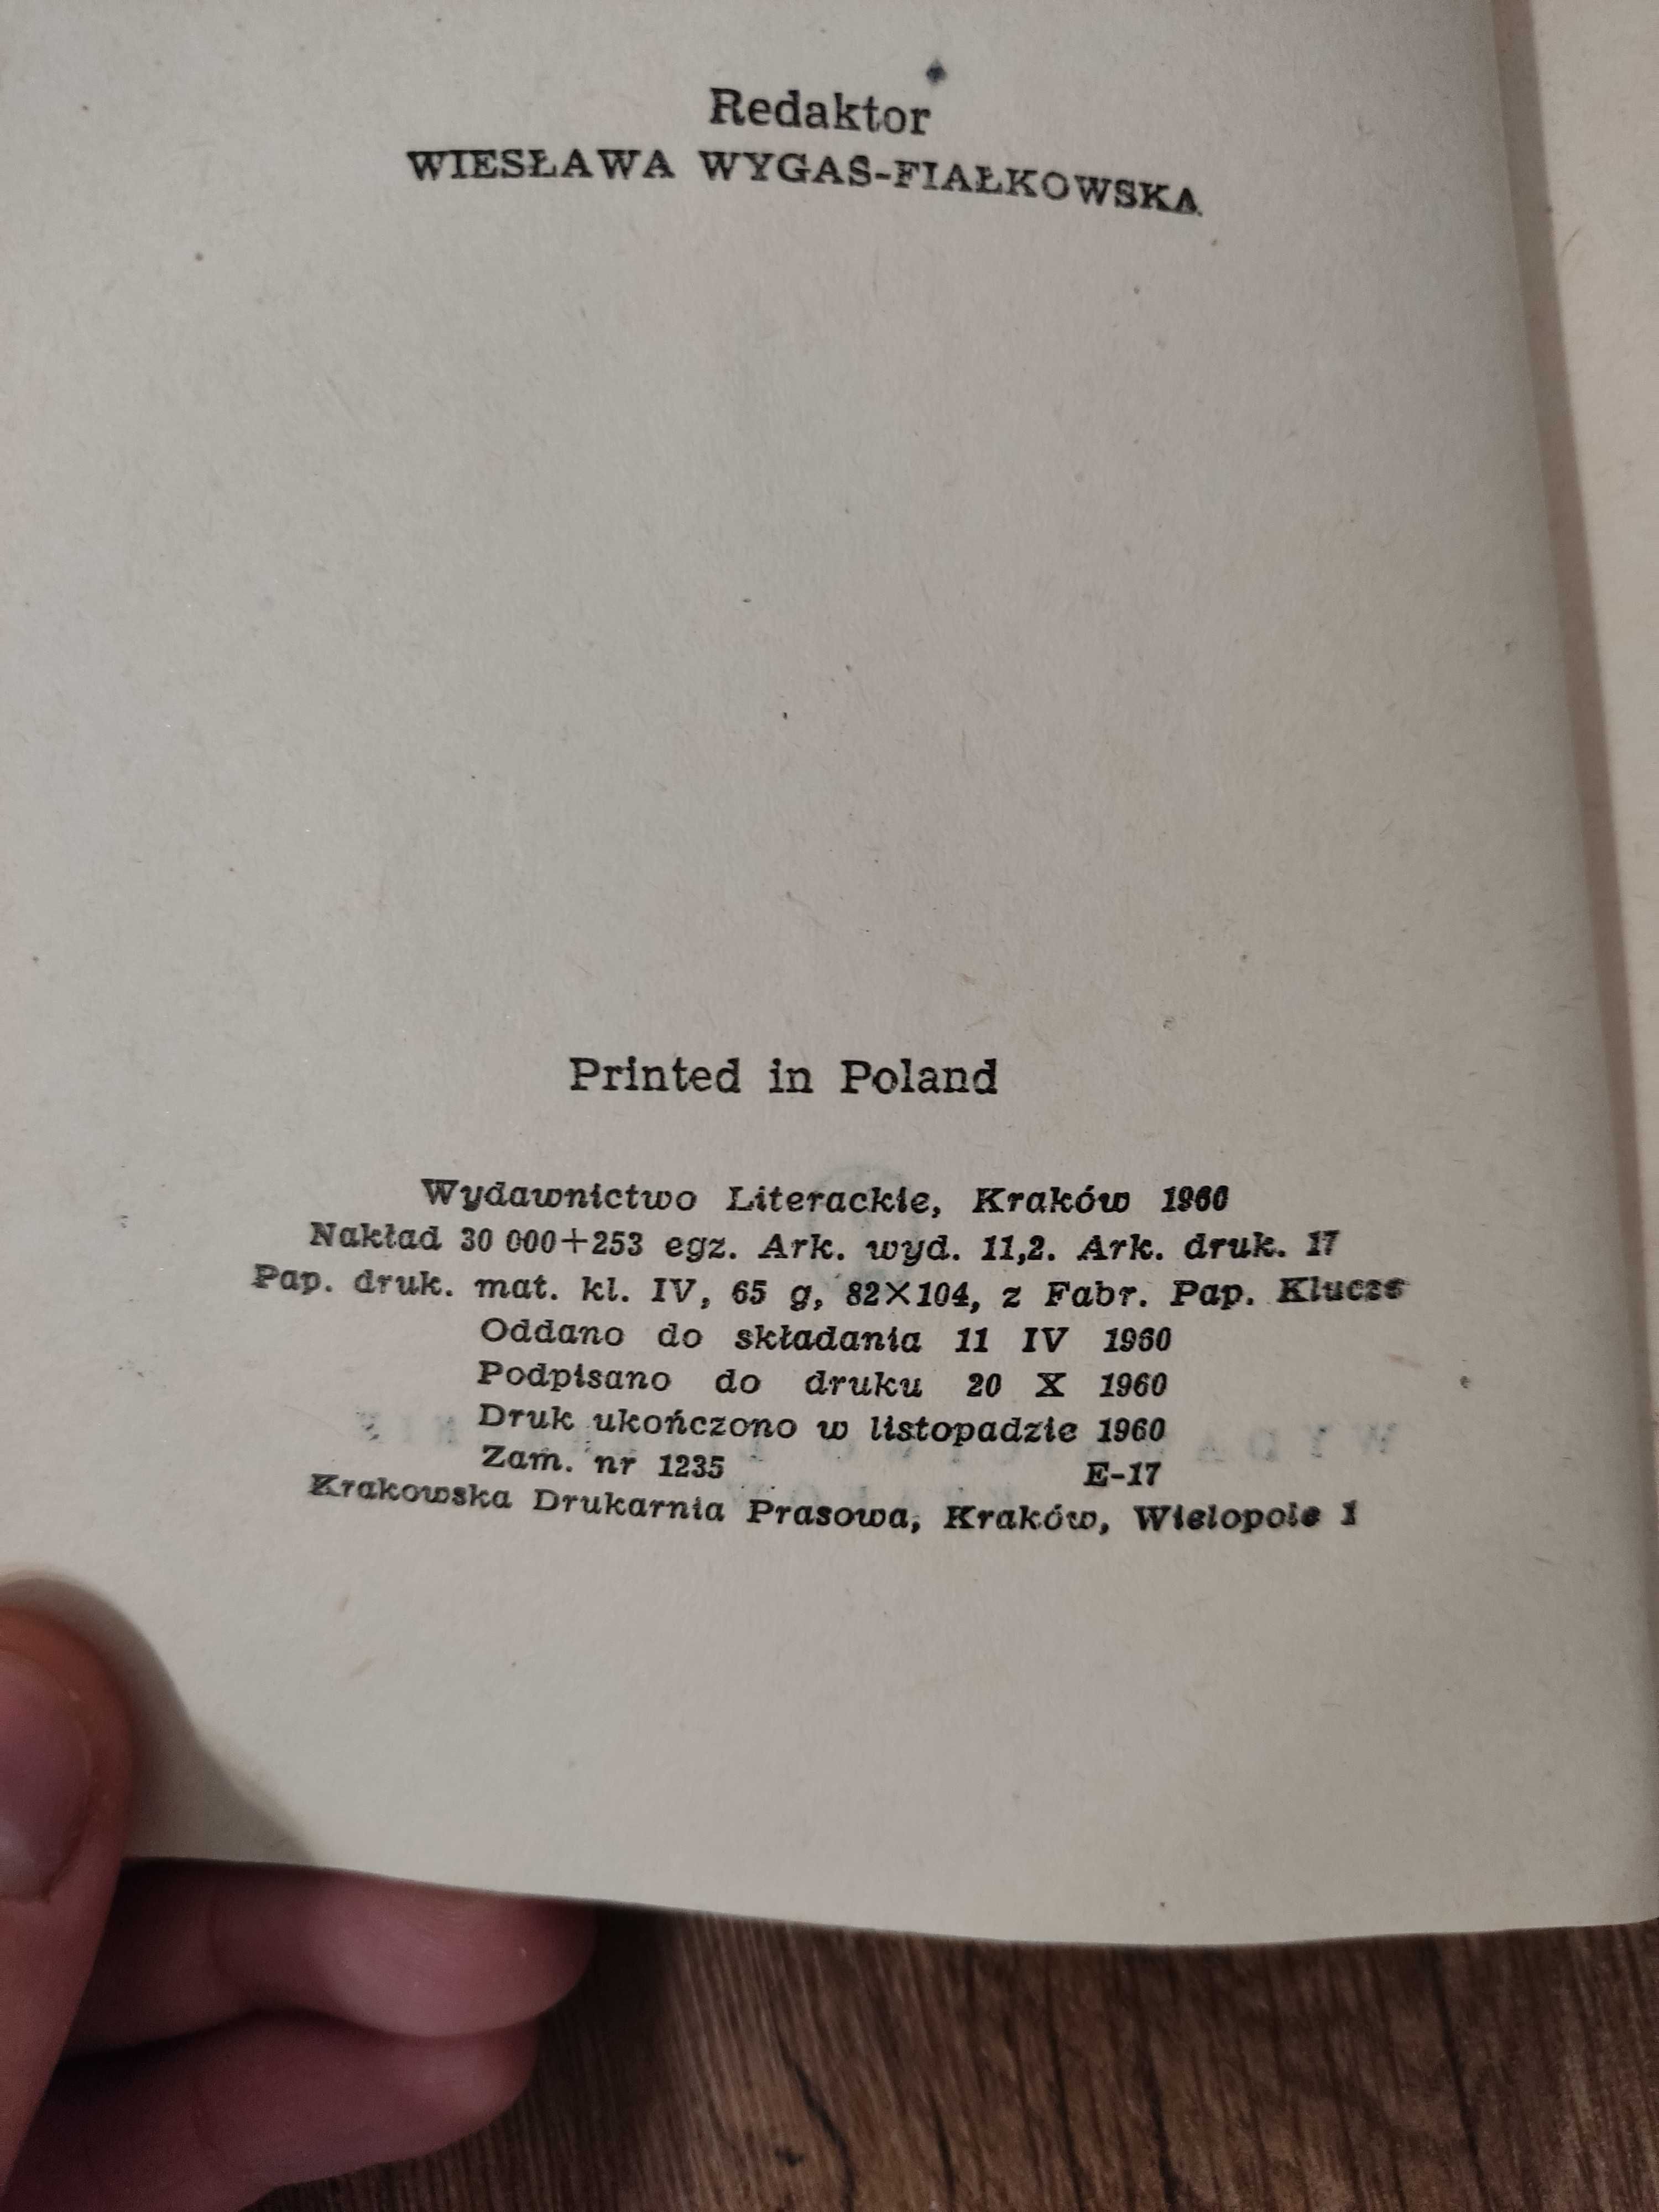 Redaktor
WIESŁAWA WYGAS-FIAŁKOWSKA
Printed in Poland
Wydawnictwo Literackie, Kraków 1960
Nakład 30 000+253 egz. Ark. wyd. 11,2. Ark. druk. 17
Pap. druk. mat. kl. IV, 65 g, 82×104, z Fabr. Pap. Klucze
Oddano do składania 11 IV 1960
Podpisano do druku 20 X 1960
Druk ukończono w listopadzie 1960
Zam. nr 1235 E-17
Krakowska Drukarnia Prasowa, Kraków, Wielopole 1